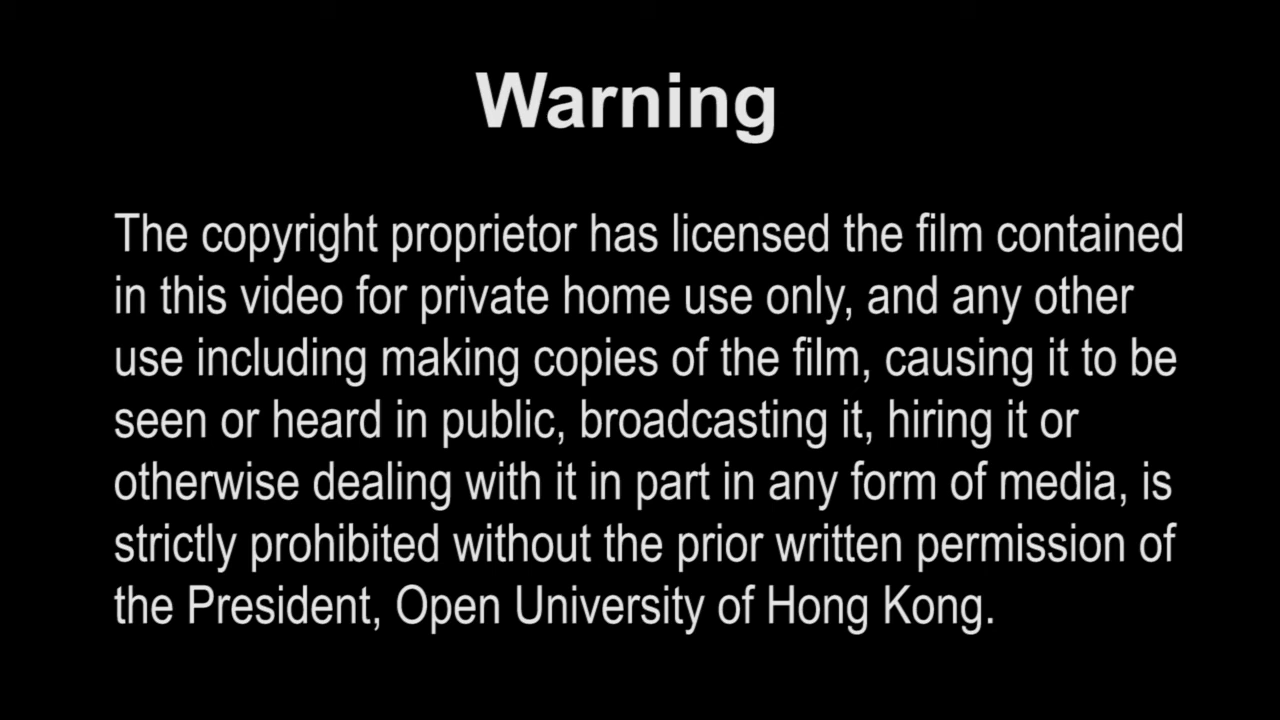 Warning
The copyright proprietor has licensed the film contained
in this video for private home use only, and any other
use including making copies of the film, causing it to be
seen or heard in public, broadcasting it, hiring it or
otherwise dealing with it in part in any form of media, is
strictly prohibited without the prior written permission of
the President, Open University of Hong Kong.